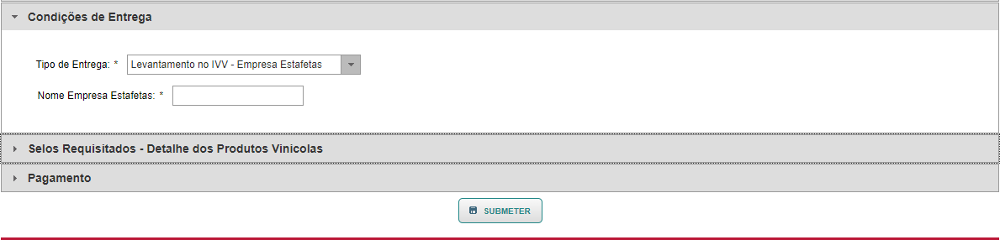 Condições de Entrega
Tipo de Entrega: * Levantamento no IVV - Empresa Estafetas
Nome Empresa Estafetas: *
Selos Requisitados - Detalhe dos Produtos Vinicolas
Pagamento
SUBMETER